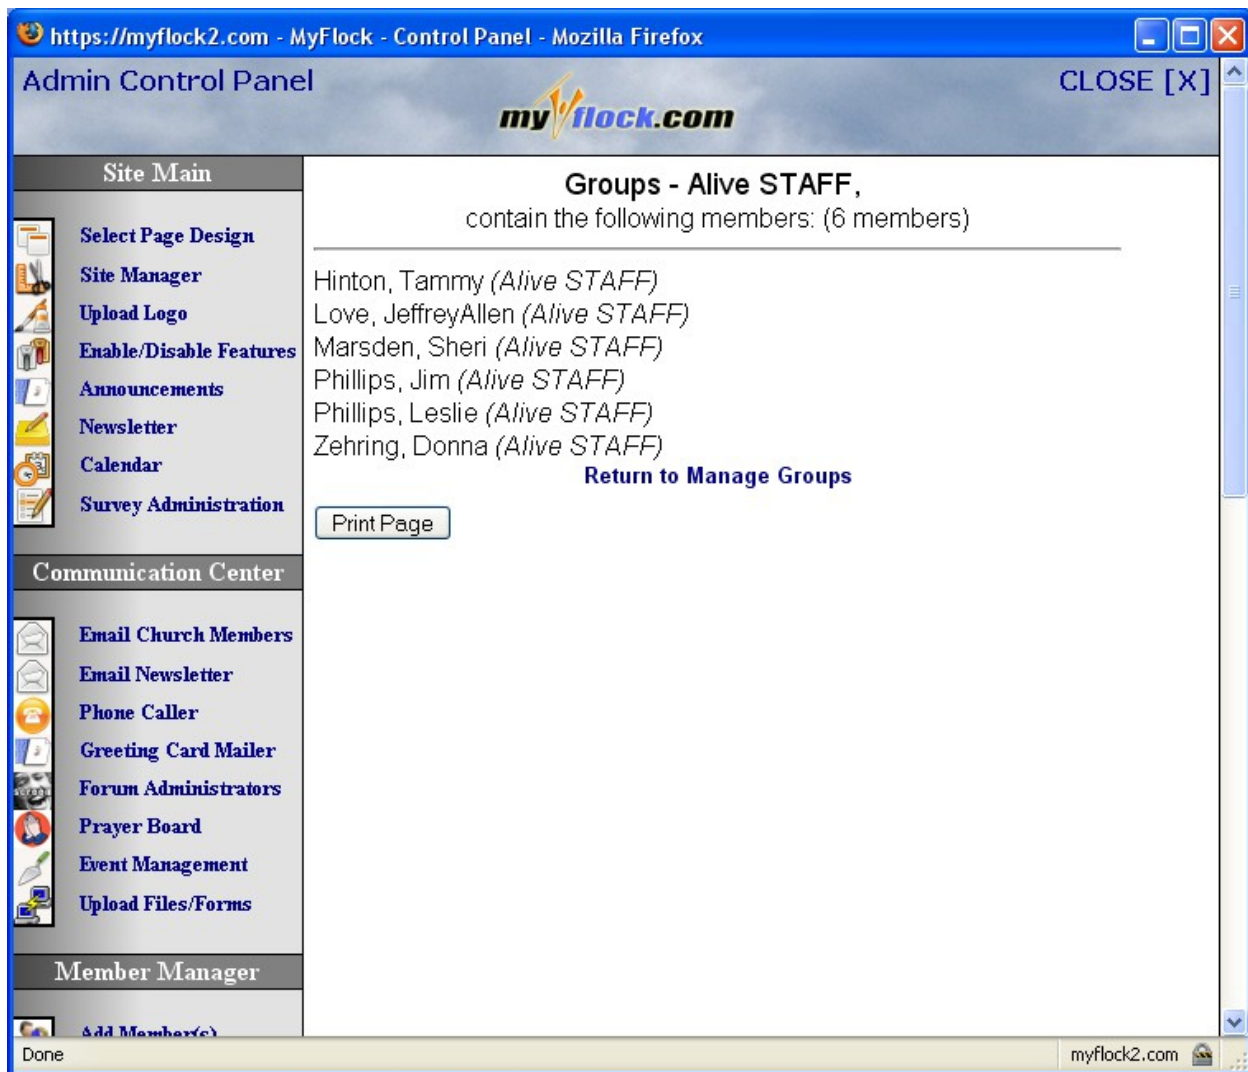 https://myflock2.com - MyFlock - Control Panel - Mozilla Firefox
Admin Control Panel
myflock.com
CLOSE [X]
Site Main
Select Page Design
Site Manager
Upload Logo
Enable/Disable Features
Announcements
Newsletter
Calendar
Survey Administration
Communication Center
Email Church Members
Email Newsletter
Phone Caller
Greeting Card Mailer
Forum Administrators
Prayer Board
Event Management
Upload Files/Forms
Member Manager
Add Member(s)
Groups - Alive STAFF,
contain the following members: (6 members)
Hinton, Tammy (Alive STAFF)
Love, JeffreyAllen (Alive STAFF)
Marsden, Sheri (Alive STAFF)
Phillips, Jim (Alive STAFF)
Phillips, Leslie (Alive STAFF)
Zehring, Donna (Alive STAFF)
Return to Manage Groups
Print Page
Done
myflock2.com